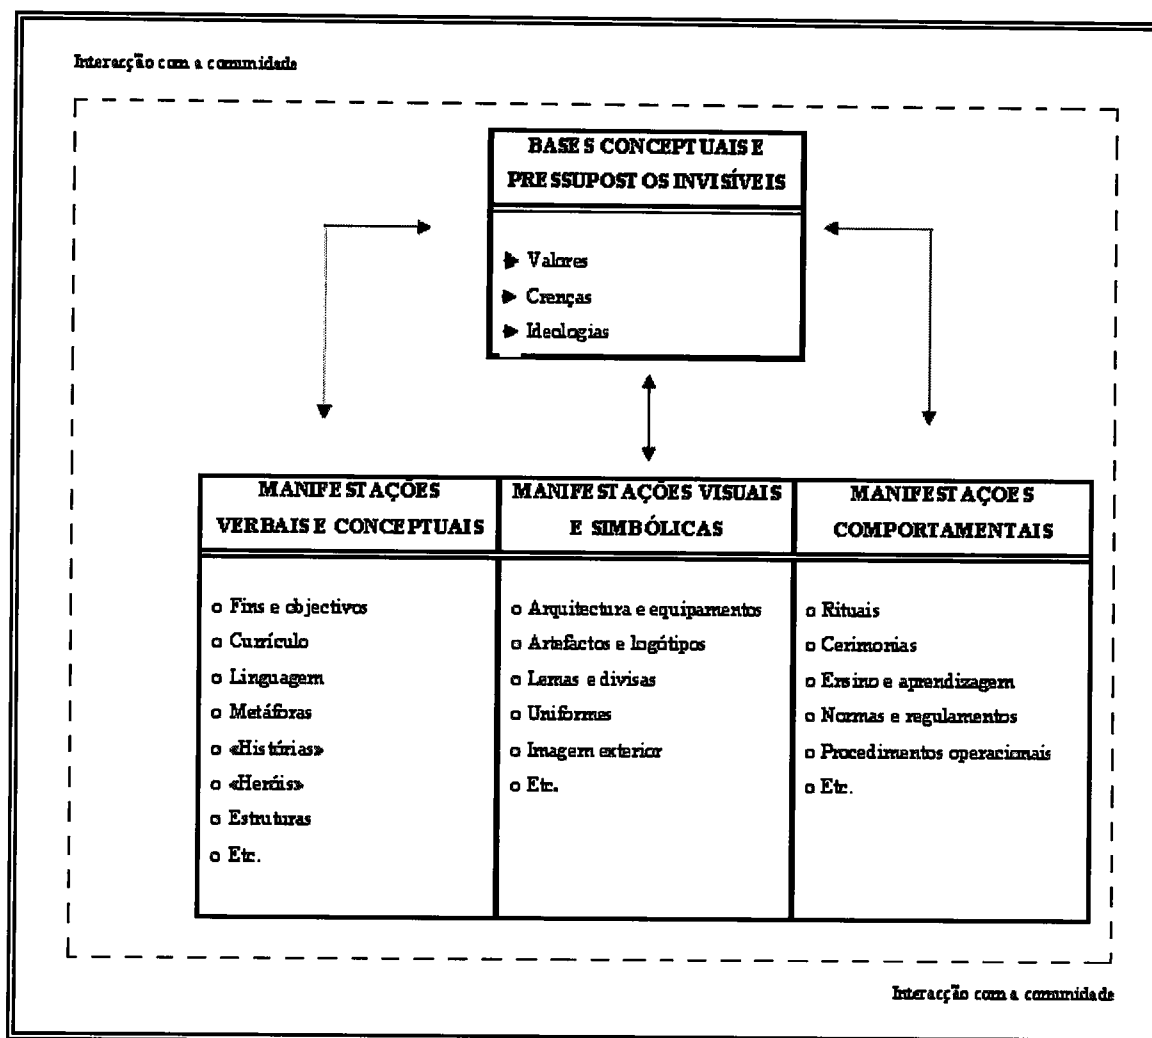 Interacção com a comunidade
BASES CONCEPTUAIS E
PRESSUPOSTOS INVISÍVEIS
Valores
Crenças
Ideologias
MANIFESTAÇÕES
VERBAIS E CONCEPTUAIS
o Fins e objectivos
o Currículo
o Linguagem
o Metáforas
o «Histórias»
o «Heróis»
o Estruturas
o Etc.
MANIFESTAÇÕES VISUAIS
E SIMBÓLICAS
o Arquitectura e equipamentos
o Artefactos e logótipos
o Lemas e divisas
o Uniformes
o Imagem exterior
o Etc.
MANIFESTAÇOES
COMPORTAMENTAIS
o Rituais
o Cerimonias
o Ensino e aprendizagem
o Normas e regulamentos
o Procedimentos operacionais
o Etc.
Interacção com a comunidade